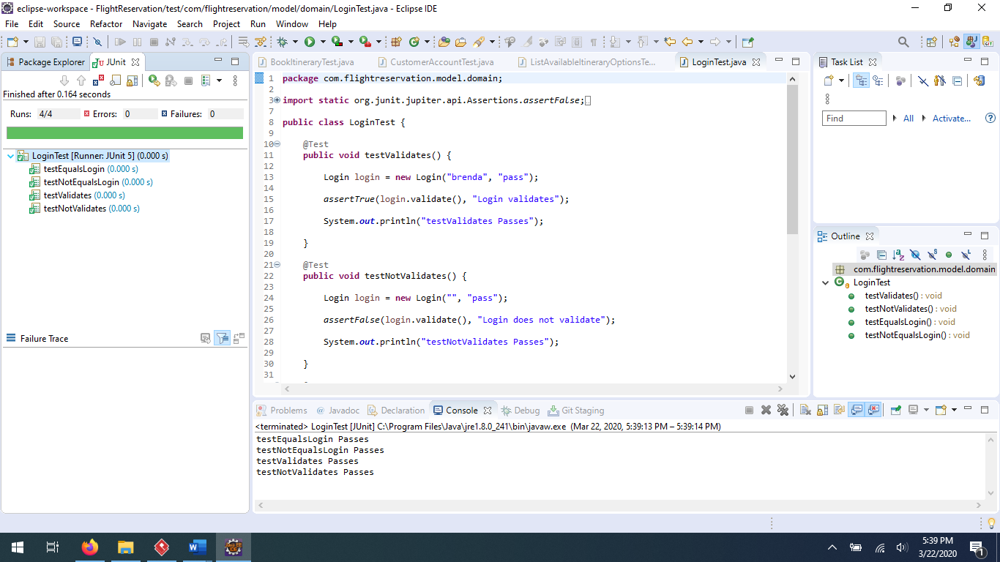 eclipse-workspace - FlightReservation/test/com/flightreservation/model/domain/LoginTest.java - Eclipse IDE
File Edit Source Refactor Navigate Search Project Run Window Help
Package Explorer JUnit
Finished after 0.164 seconds
Runs: 4/4 Errors: 0 Failures: 0
LoginTest [Runner: JUnit 5] (0.000 s)
testEqualsLogin (0.000 s)
testNotEqualsLogin (0.000 s)
testValidates (0.000 s)
testNotValidates (0.000 s)
Failure Trace
BookItineraryTest.java CustomerAccountTest.java ListAvailableItineraryOptionsTe... LoginTest.java
1 package com.flightreservation.model.domain;
2
3 import static org.junit.jupiter.api.Assertions.assertFalse;
7
8 public class LoginTest {
9
10 @Test
11 public void testValidates() {
12
13 Login login = new Login("brenda", "pass");
14
15 assertTrue(login.validate(), "Login validates");
16
17 System.out.println("testValidates Passes");
18
19 }
20
21 @Test
22 public void testNotValidates() {
23
24 Login login = new Login("", "pass");
25
26 assertFalse(login.validate(), "Login does not validate");
27
28 System.out.println("testNotValidates Passes");
29
30 }
31
Task List
Find All Activate...
Outline
com.flightreservation.model.domain
LoginTest
testValidates() : void
testNotValidates() : void
testEqualsLogin() : void
testNotEqualsLogin() : void
Problems Javadoc Declaration Console Debug Git Staging
<terminated> LoginTest [JUnit] C:\Program Files\Java\jre1.8.0_241\bin\javaw.exe (Mar 22, 2020, 5:39:13 PM – 5:39:14 PM)
testEqualsLogin Passes
testNotEqualsLogin Passes
testValidates Passes
testNotValidates Passes
5:39 PM
3/22/2020
1